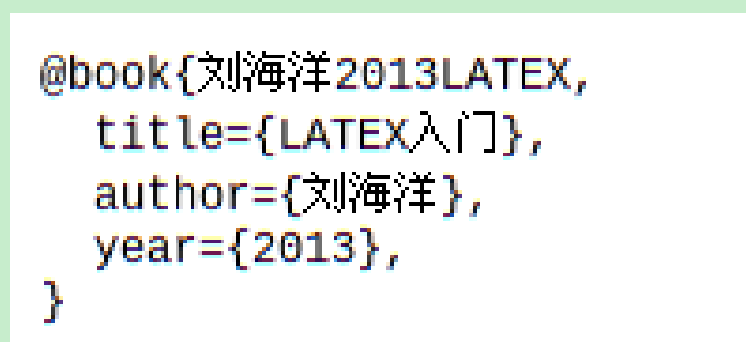 @book{刘海洋2013LATEX,
  title={LATEX入门},
  author={刘海洋},
  year={2013},
}